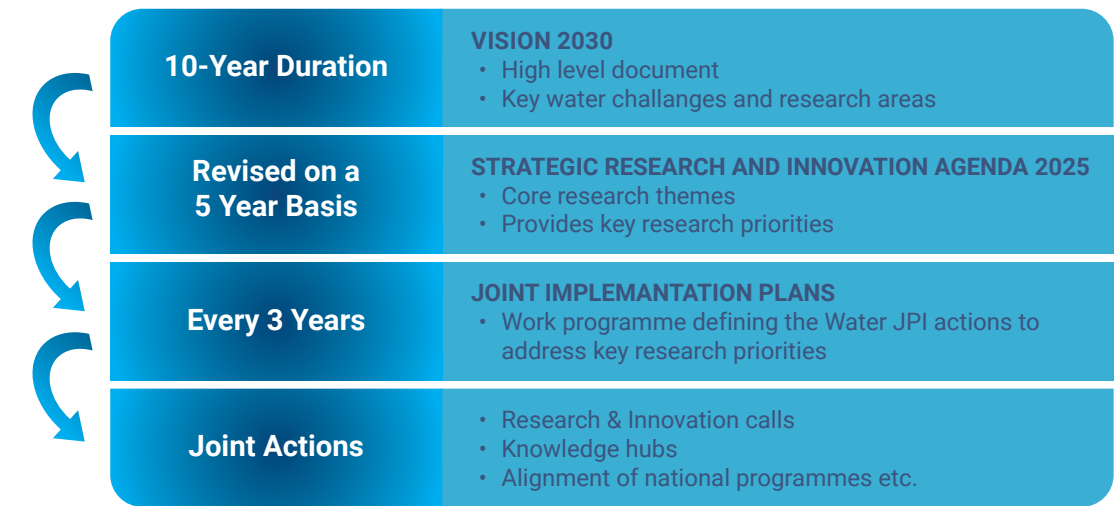 10-Year Duration
VISION 2030
• High level document
• Key water challanges and research areas
Revised on a
5 Year Basis
STRATEGIC RESEARCH AND INNOVATION AGENDA 2025
• Core research themes
• Provides key research priorities
Every 3 Years
JOINT IMPLEMANTATION PLANS
• Work programme defining the Water JPI actions to
address key research priorities
Joint Actions
• Research & Innovation calls
• Knowledge hubs
• Alignment of national programmes etc.